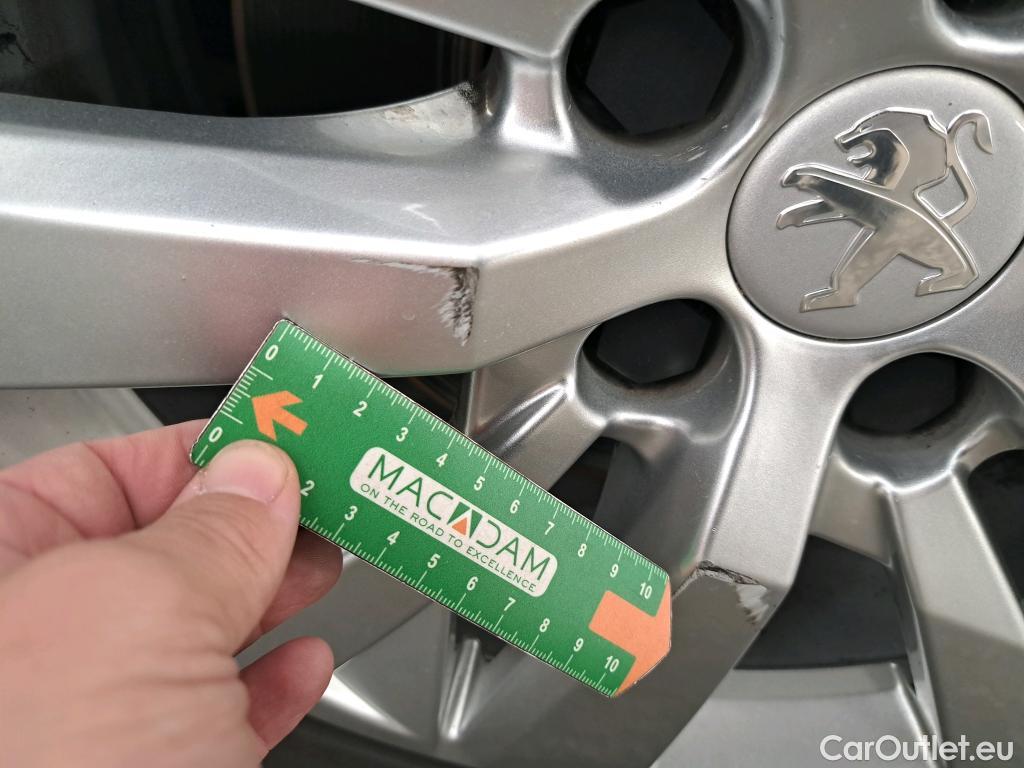 0 1 2 3 4 5 6 7 8 9 10
MACADAM
ON THE ROAD TO EXCELLENCE
0 2 3 4 5 6 7 8 9 10
CarOutlet.eu